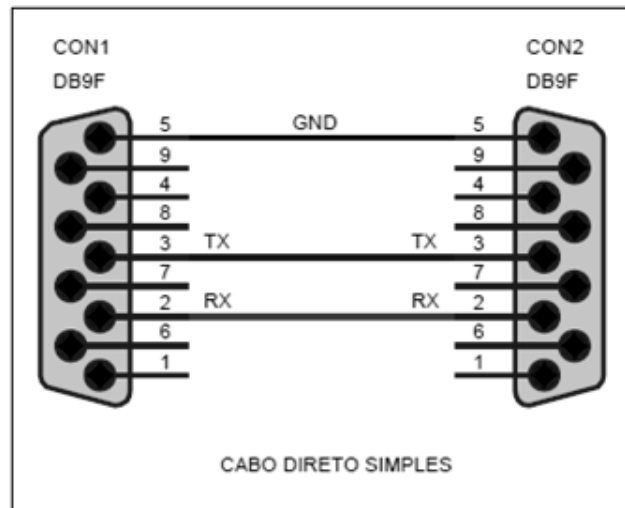 CON1 CON2
DB9F DB9F
5 GND 5
9 9
4 4
8 8
3 TX TX 3
7 7
2 RX RX 2
6 6
1 1
CABO DIRETO SIMPLES